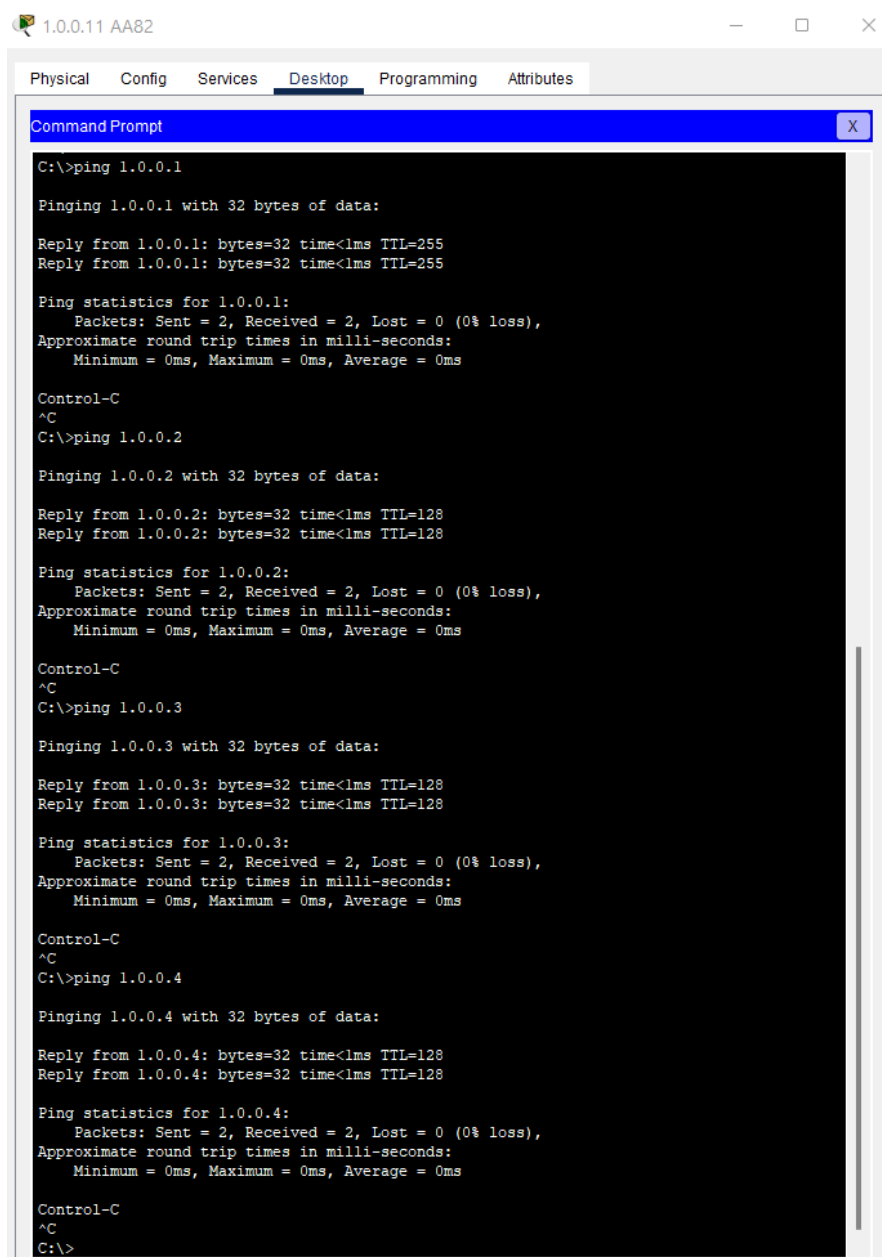 1.0.0.11 AA82
Physical Config Services Desktop Programming Attributes
Command Prompt X
C:\>ping 1.0.0.1
Pinging 1.0.0.1 with 32 bytes of data:
Reply from 1.0.0.1: bytes=32 time<1ms TTL=255
Reply from 1.0.0.1: bytes=32 time<1ms TTL=255
Ping statistics for 1.0.0.1:
Packets: Sent = 2, Received = 2, Lost = 0 (0% loss),
Approximate round trip times in milli-seconds:
Minimum = 0ms, Maximum = 0ms, Average = 0ms
Control-C
^C
C:\>ping 1.0.0.2
Pinging 1.0.0.2 with 32 bytes of data:
Reply from 1.0.0.2: bytes=32 time<1ms TTL=128
Reply from 1.0.0.2: bytes=32 time<1ms TTL=128
Ping statistics for 1.0.0.2:
Packets: Sent = 2, Received = 2, Lost = 0 (0% loss),
Approximate round trip times in milli-seconds:
Minimum = 0ms, Maximum = 0ms, Average = 0ms
Control-C
^C
C:\>ping 1.0.0.3
Pinging 1.0.0.3 with 32 bytes of data:
Reply from 1.0.0.3: bytes=32 time<1ms TTL=128
Reply from 1.0.0.3: bytes=32 time<1ms TTL=128
Ping statistics for 1.0.0.3:
Packets: Sent = 2, Received = 2, Lost = 0 (0% loss),
Approximate round trip times in milli-seconds:
Minimum = 0ms, Maximum = 0ms, Average = 0ms
Control-C
^C
C:\>ping 1.0.0.4
Pinging 1.0.0.4 with 32 bytes of data:
Reply from 1.0.0.4: bytes=32 time<1ms TTL=128
Reply from 1.0.0.4: bytes=32 time<1ms TTL=128
Ping statistics for 1.0.0.4:
Packets: Sent = 2, Received = 2, Lost = 0 (0% loss),
Approximate round trip times in milli-seconds:
Minimum = 0ms, Maximum = 0ms, Average = 0ms
Control-C
^C
C:\>